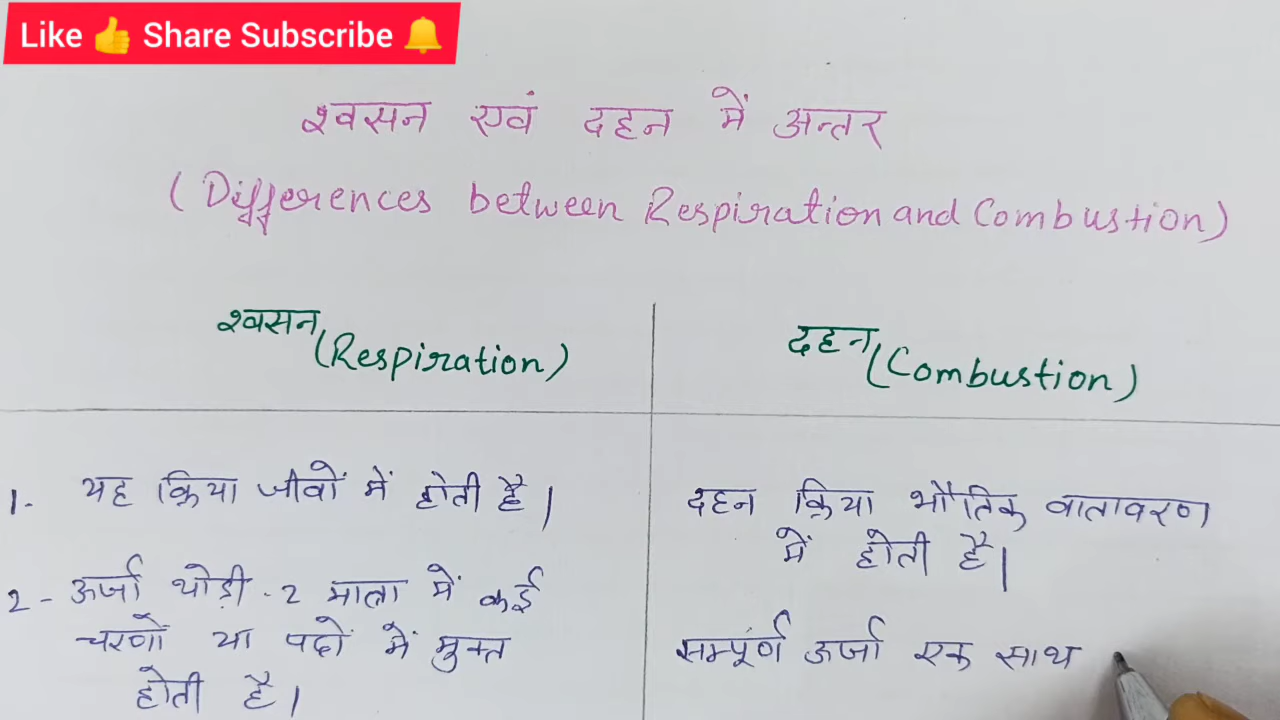 Like 👍 Share Subscribe 🔔
श्वसन एवं दहन में अन्तर
(Differences between Respiration and Combustion)
श्वसन (Respiration)
दहन (Combustion)
1. यह क्रिया जीवों में होती है।
दहन क्रिया भौतिक वातावरण
में होती है।
2- ऊर्जा थोड़ी-2 मात्रा में कई
चरणों या पदों में मुक्त
होती है।
सम्पूर्ण ऊर्जा एक साथ